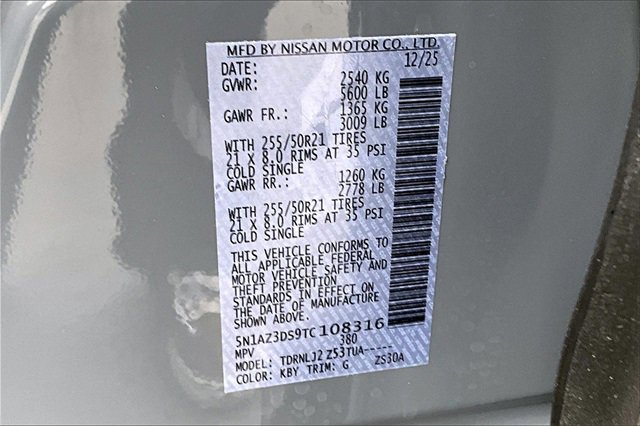 MFD BY NISSAN MOTOR CO., LTD.
DATE: 12/25
GVWR: 2540 KG
5600 LB
GAWR FR.: 1365 KG
3009 LB
WITH 255/50R21 TIRES
21 X 8.0 RIMS AT 35 PSI
COLD SINGLE
GAWR RR.: 1260 KG
2778 LB
WITH 255/50R21 TIRES
21 X 8.0 RIMS AT 35 PSI
COLD SINGLE
THIS VEHICLE CONFORMS TO
ALL APPLICABLE FEDERAL
MOTOR VEHICLE SAFETY AND
THEFT PREVENTION
STANDARDS IN EFFECT ON
THE DATE OF MANUFACTURE
SHOWN ABOVE.
5N1AZ3DS9TC108316
MPV 380
MODEL: TDRNLJ2 Z53TUA-----
COLOR: KBY TRIM: G ZS30A